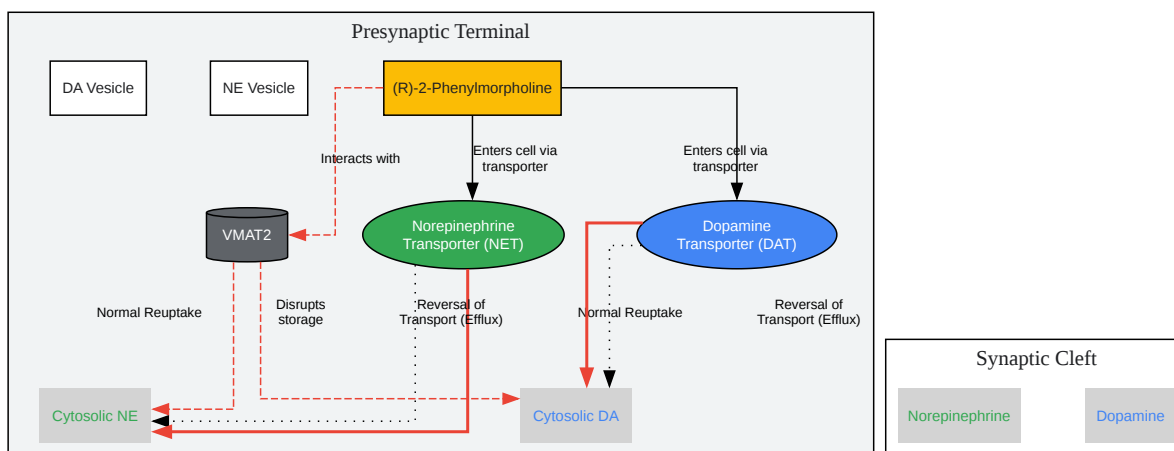 Presynaptic Terminal
DA Vesicle
NE Vesicle
(R)-2-Phenylmorpholine
Interacts with
Enters cell via
transporter
Enters cell via
transporter
VMAT2
Norepinephrine
Transporter (NET)
Dopamine
Transporter (DAT)
Normal Reuptake
Disrupts
storage
Reversal of
Transport (Efflux)
Normal Reuptake
Reversal of
Transport (Efflux)
Cytosolic NE
Cytosolic DA
Synaptic Cleft
Norepinephrine
Dopamine